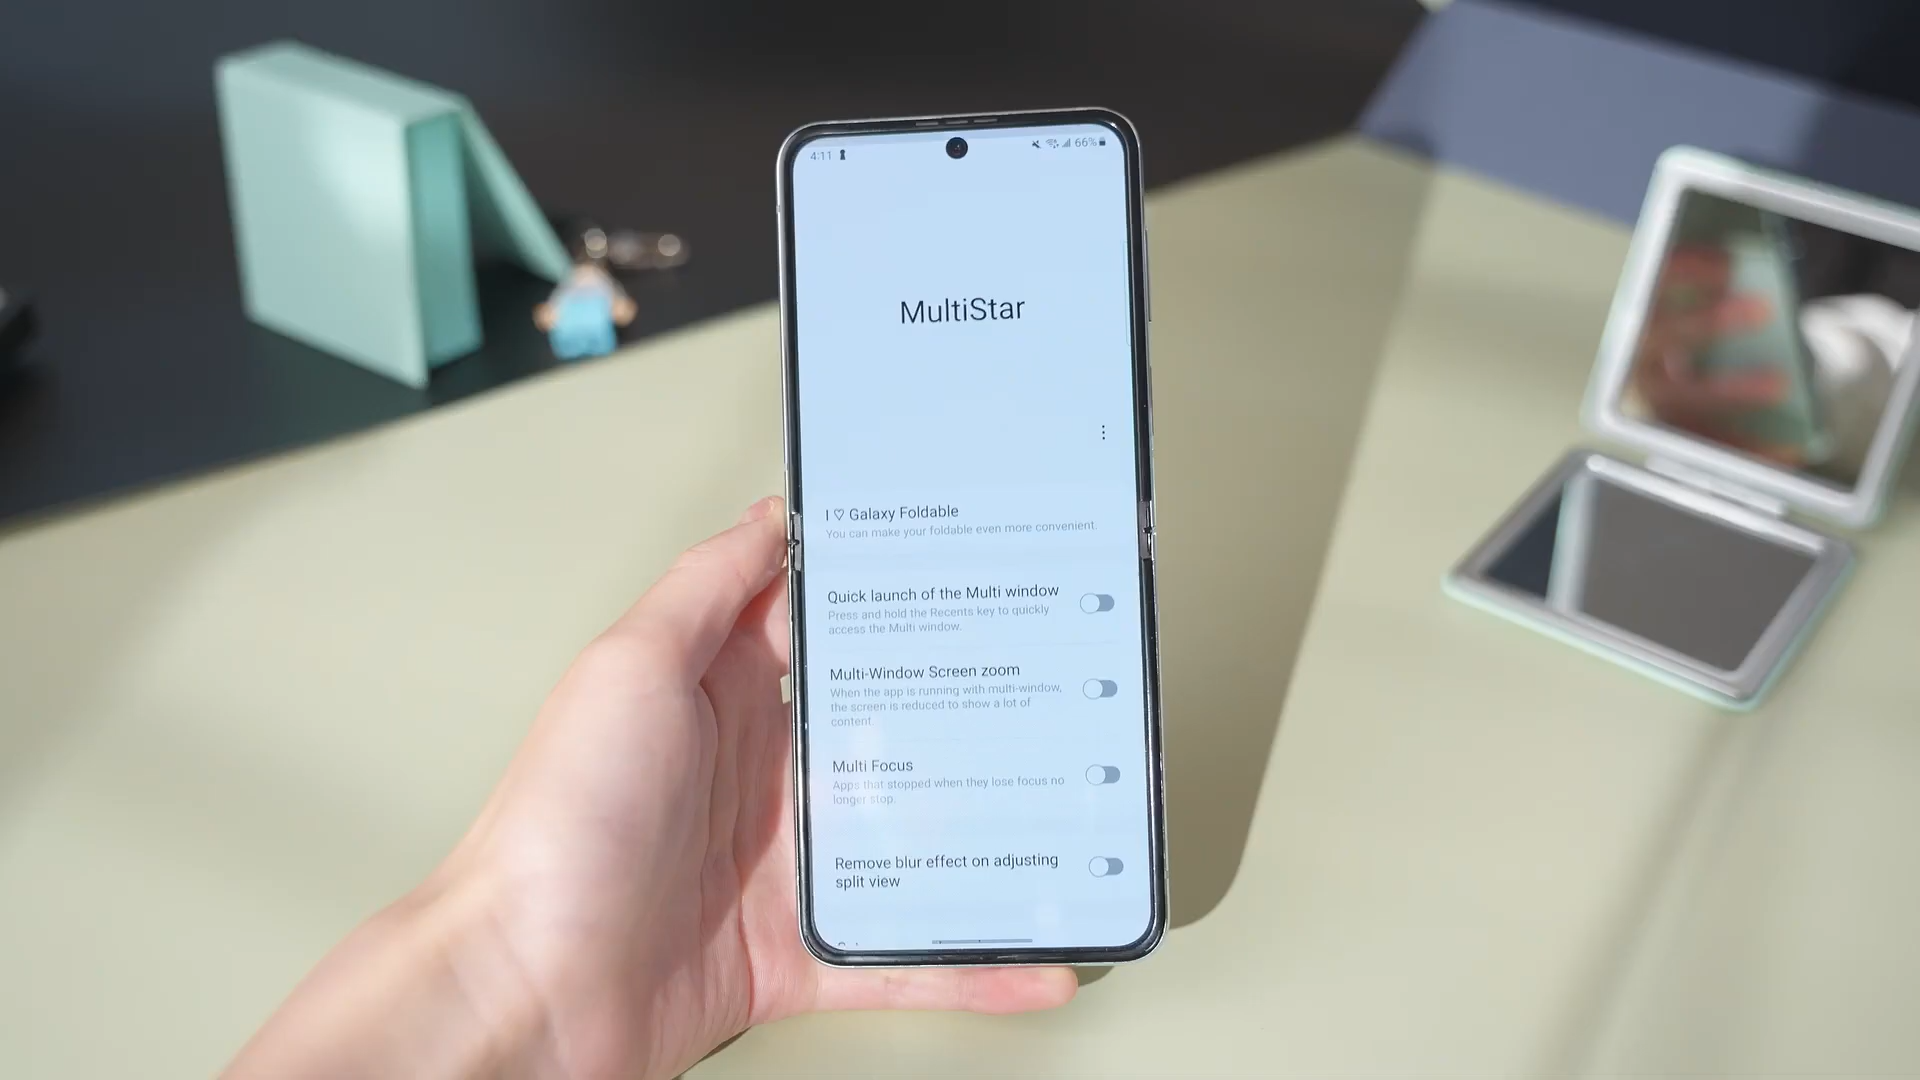 4:11
66%
MultiStar
I ♡ Galaxy Foldable
You can make your foldable even more convenient.
Quick launch of the Multi window
Press and hold the Recents key to quickly
access the Multi window.
Multi-Window Screen zoom
When the app is running with multi-window,
the screen is reduced to show a lot of
content.
Multi Focus
Apps that stopped when they lose focus no
longer stop.
Remove blur effect on adjusting
split view